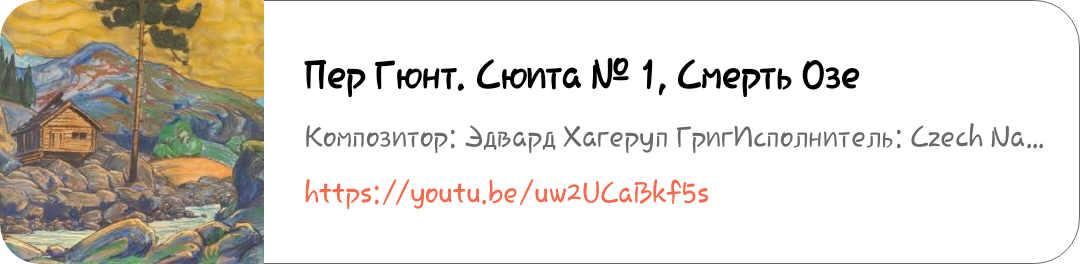 Пер Гюнт. Сюита № 1, Смерть Озе
Композитор: Эдвард Хагеруп ГригИсполнитель: Czech Na...
https://youtu.be/uw2UCaBkf5s